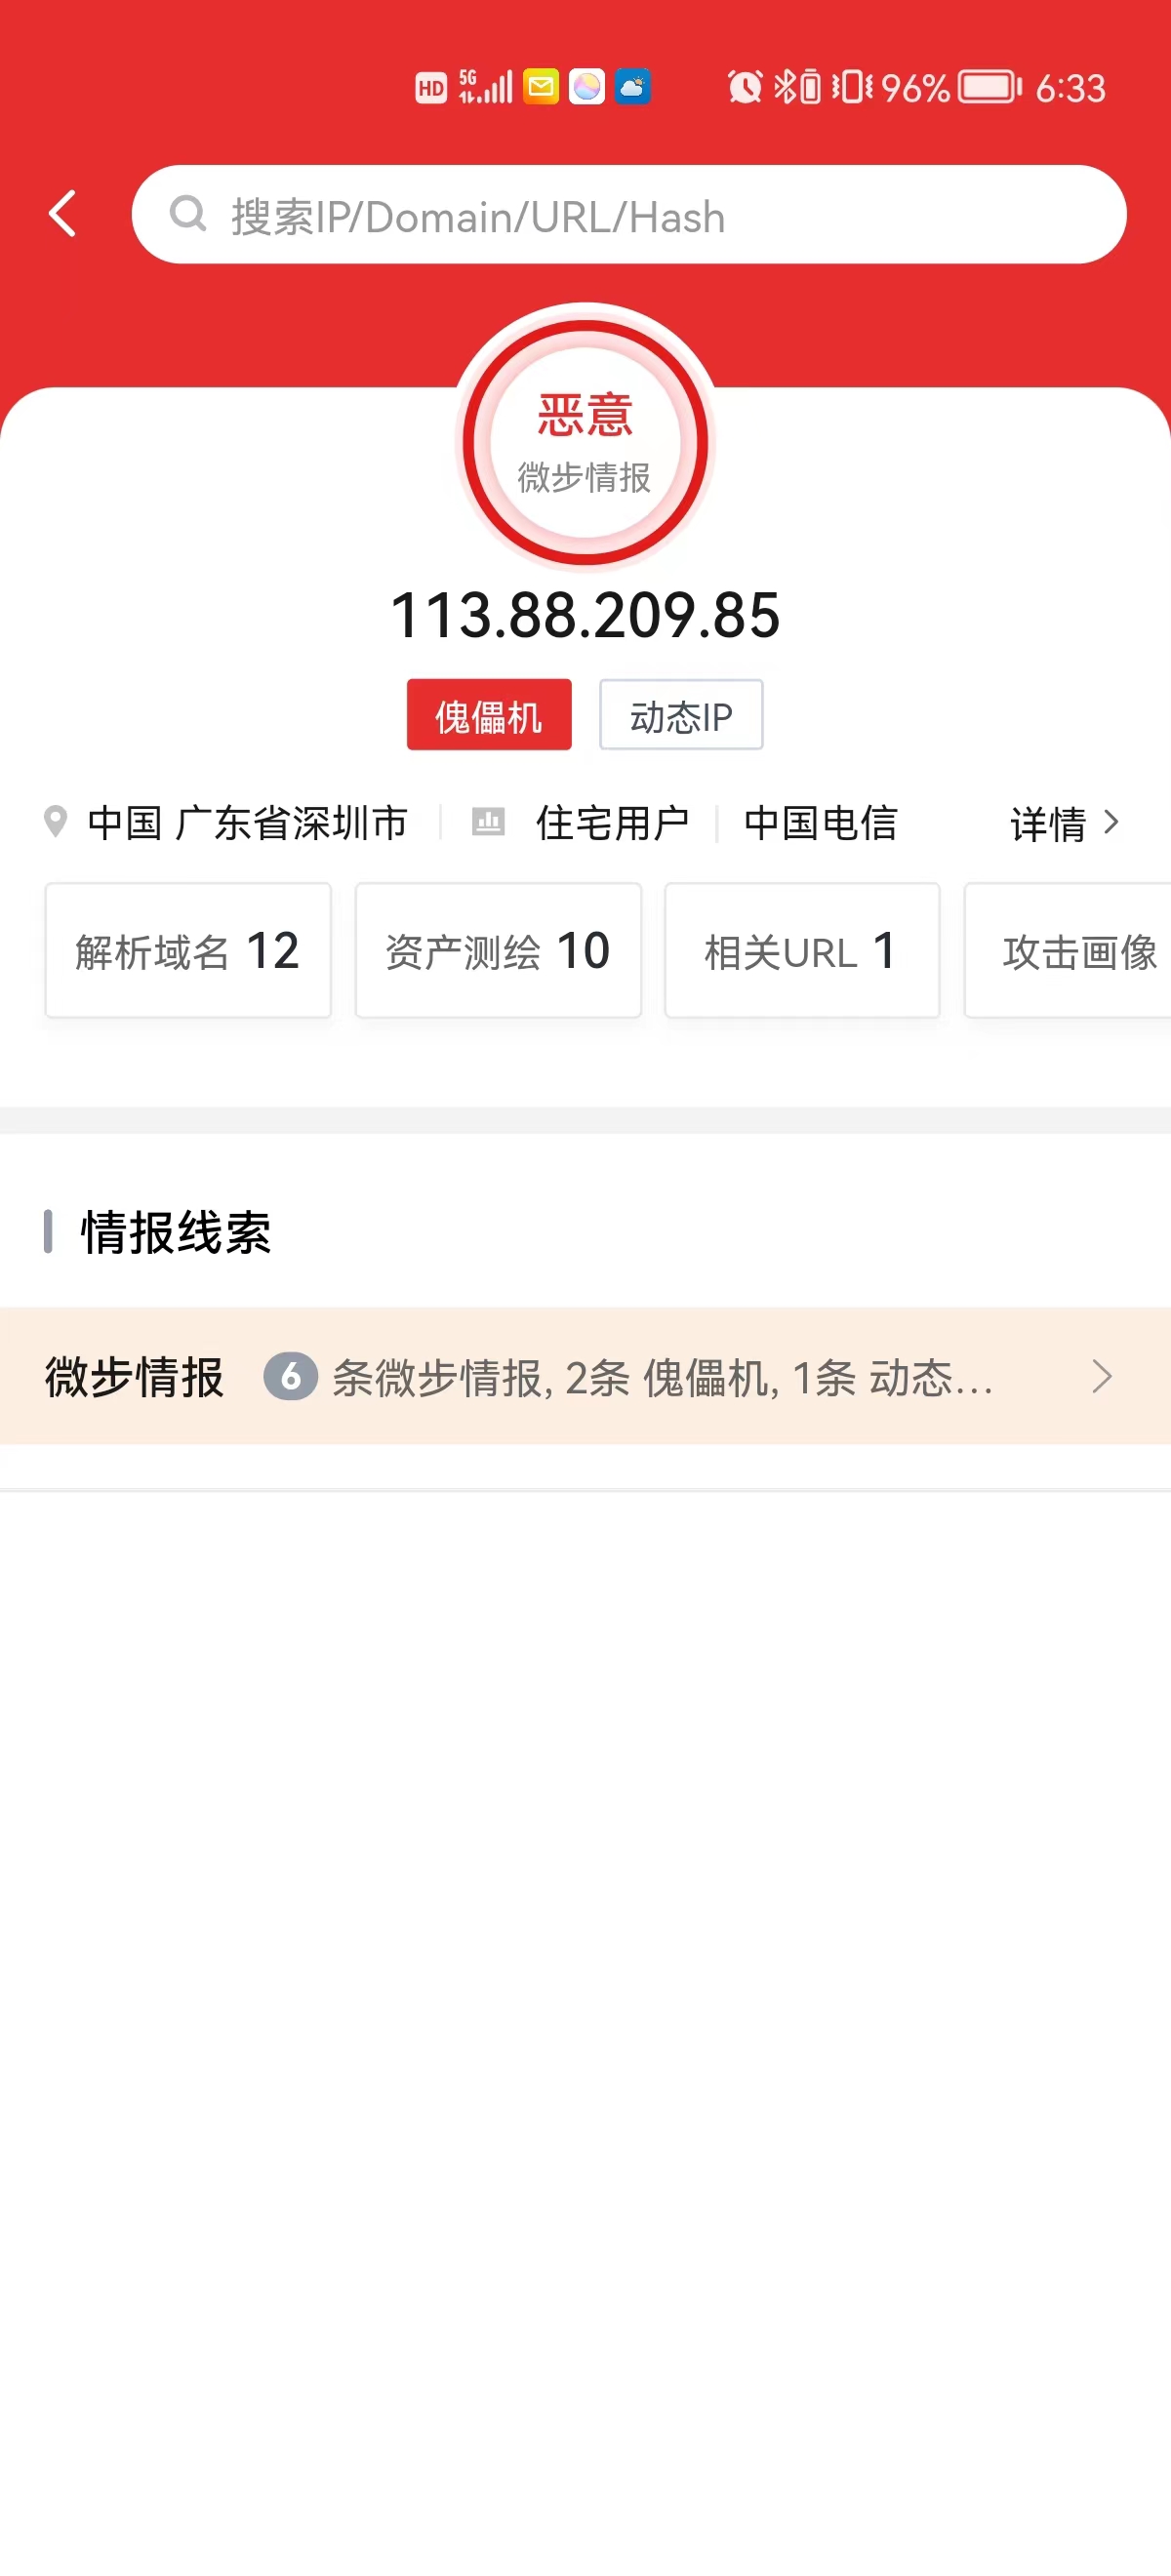 HD 5G 96% 6:33
搜索IP/Domain/URL/Hash
恶意
微步情报
113.88.209.85
傀儡机 动态IP
中国 广东省深圳市 住宅用户 中国电信 详情
解析域名 12 资产测绘 10 相关URL 1 攻击画像
情报线索
微步情报 6 条微步情报, 2条 傀儡机, 1条 动态...